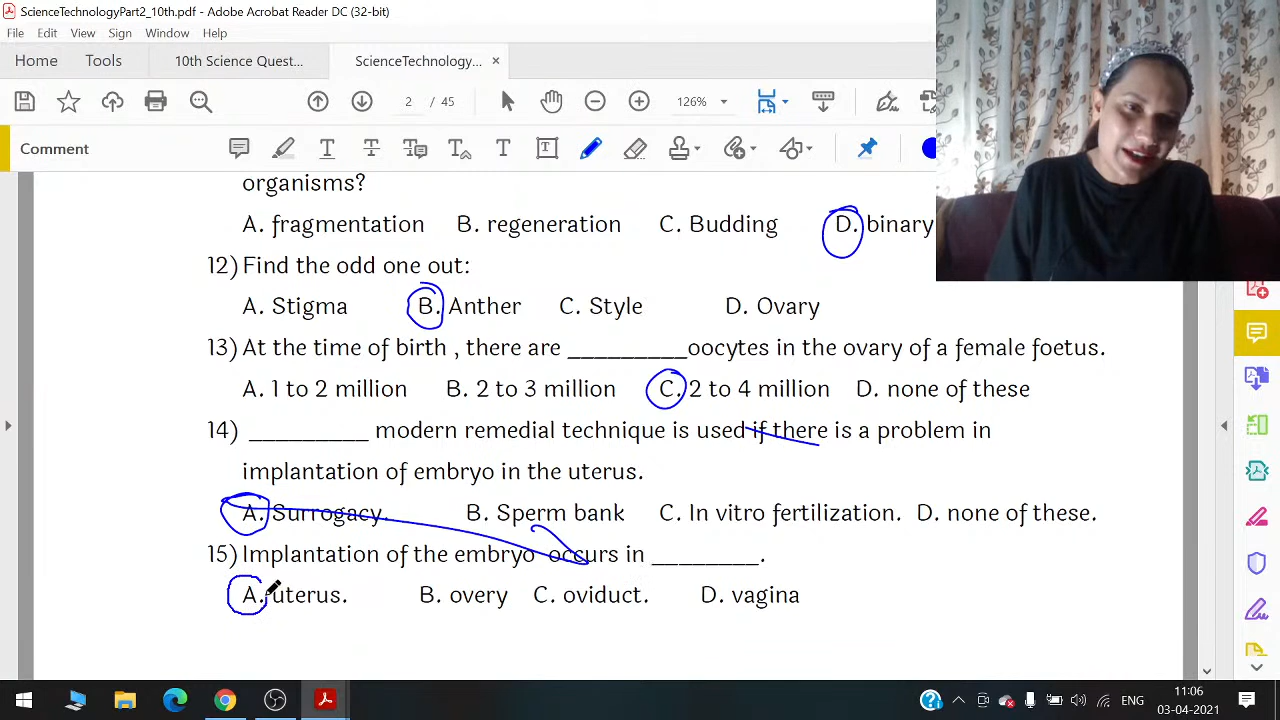 ScienceTechnologyPart2_10th.pdf - Adobe Acrobat Reader DC (32-bit)
File Edit View Sign Window Help
Home Tools 10th Science Quest... ScienceTechnology... ×
2 / 45 126%
Comment
organisms?
A. fragmentation B. regeneration C. Budding D. binary
12) Find the odd one out:
A. Stigma B. Anther C. Style D. Ovary
13) At the time of birth , there are _________oocytes in the ovary of a female foetus.
A. 1 to 2 million B. 2 to 3 million C. 2 to 4 million D. none of these
14) _________ modern remedial technique is used if there is a problem in
implantation of embryo in the uterus.
A. Surrogacy. B. Sperm bank C. In vitro fertilization. D. none of these.
15) Implantation of the embryo occurs in ________.
A. uterus. B. overy C. oviduct. D. vagina
ENG 11:06
03-04-2021